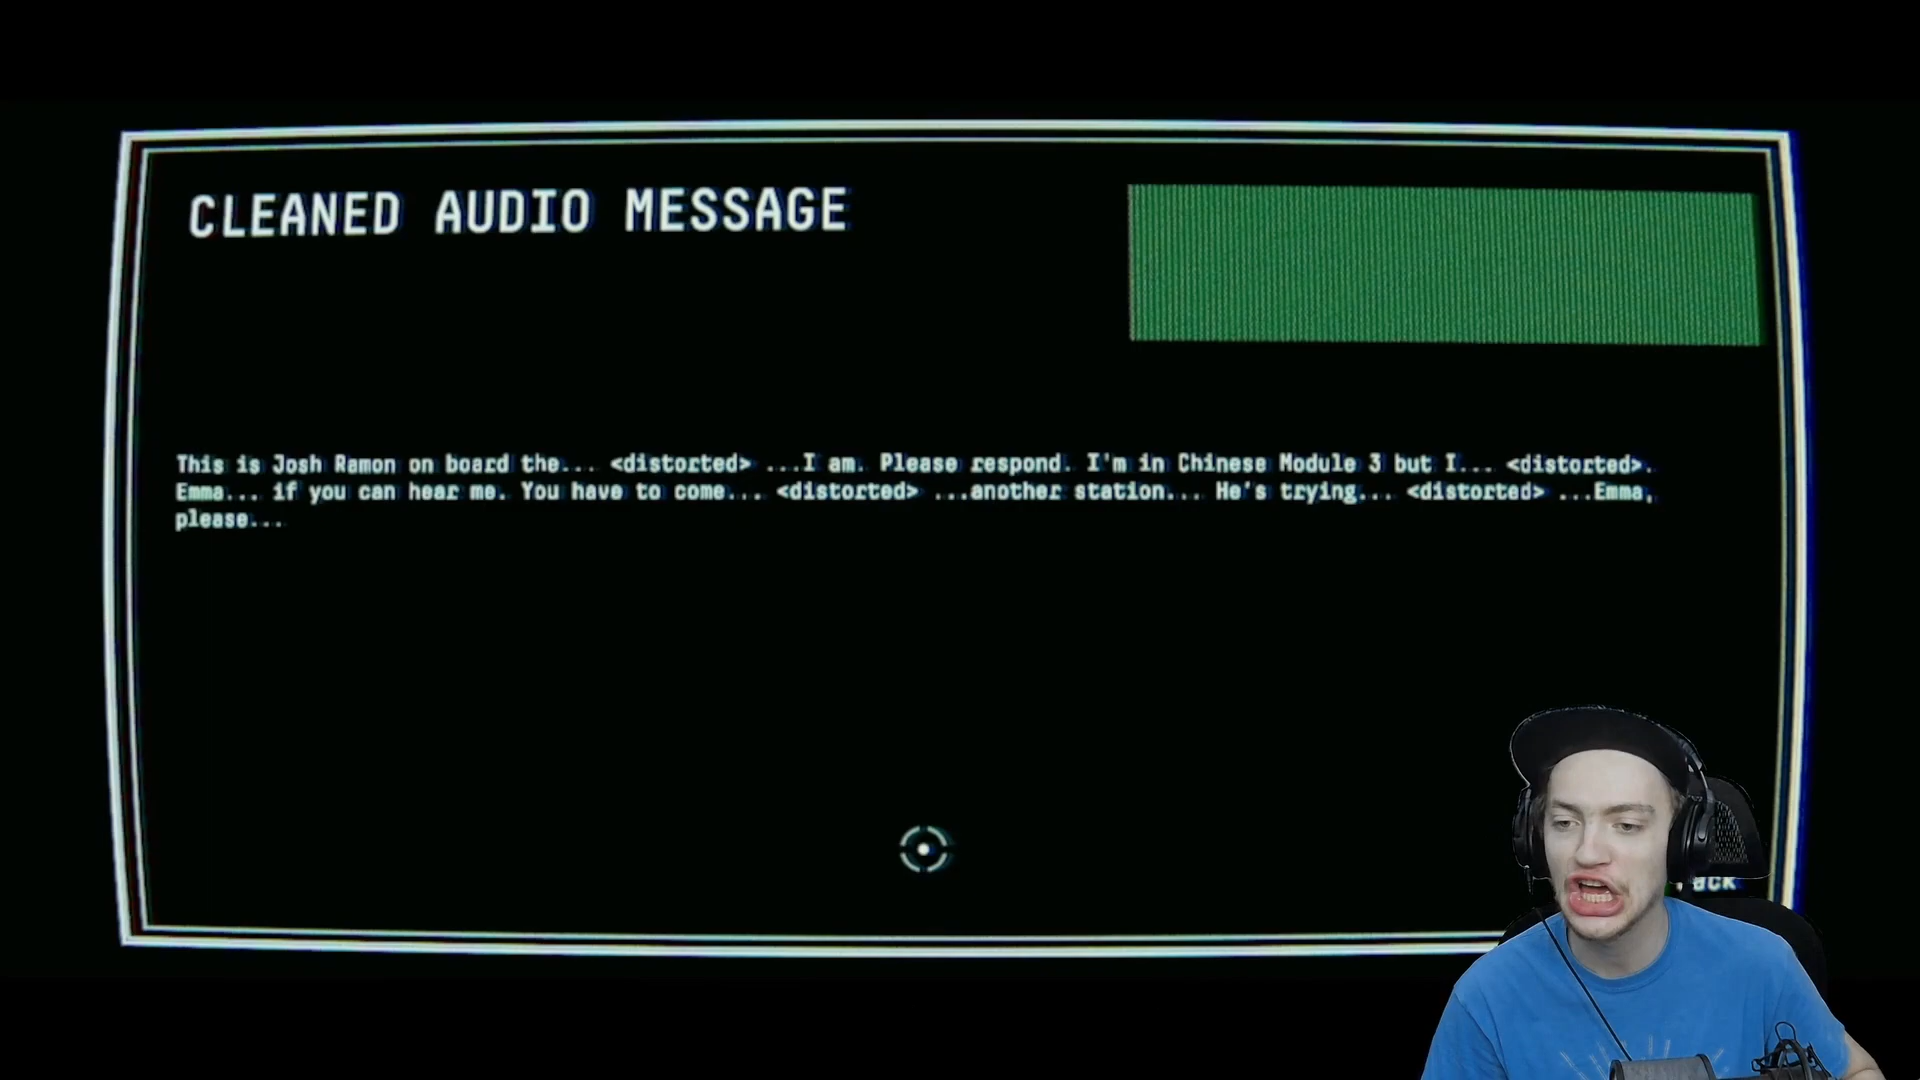 CLEANED AUDIO MESSAGE
This is Josh Ramon on board the... <distorted> ...I am. Please respond. I'm in Chinese Module 3 but I... <distorted>.
Emma... if you can hear me. You have to come... <distorted> ...another station... He's trying... <distorted> ...Emma,
please...